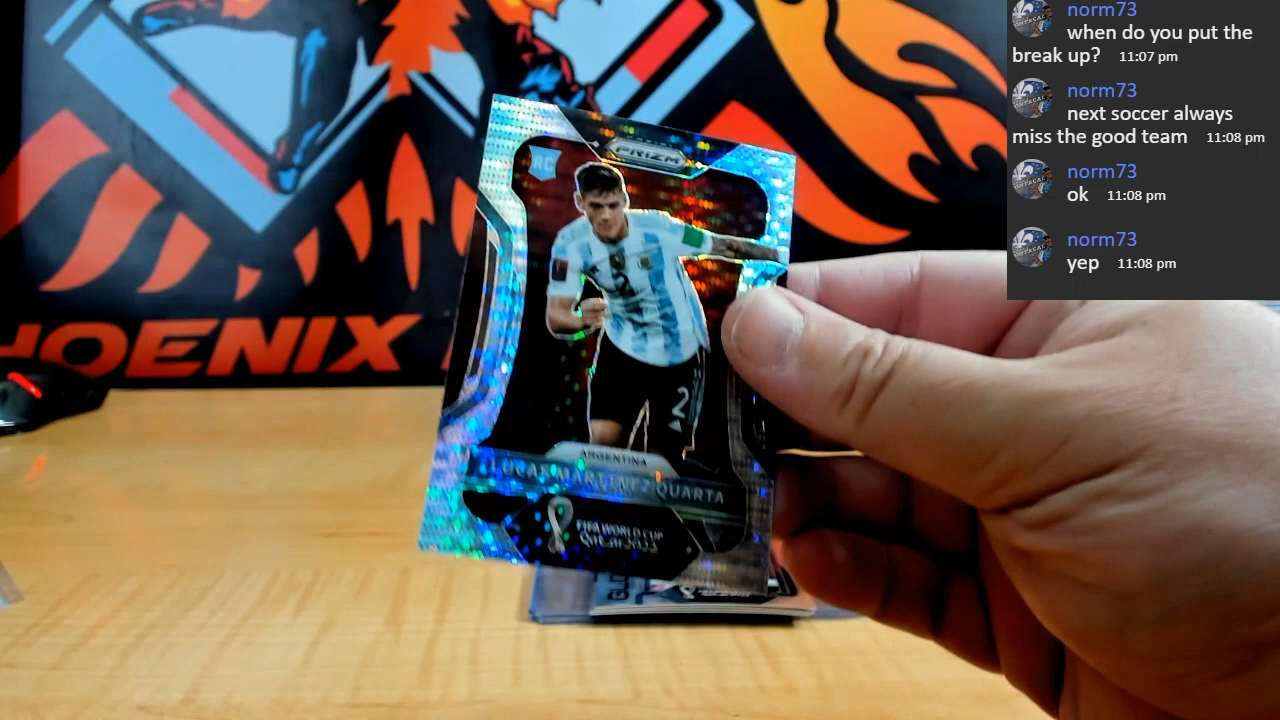 norm73
when do you put the
break up? 11:07 pm
norm73
next soccer always
miss the good team 11:08 pm
norm73
ok 11:08 pm
norm73
yep 11:08 pm
RC
PRIZM
2
ARGENTINA
LUCAS MARTINEZ QUARTA
FIFA WORLD CUP
QATAR2022
HOENIX